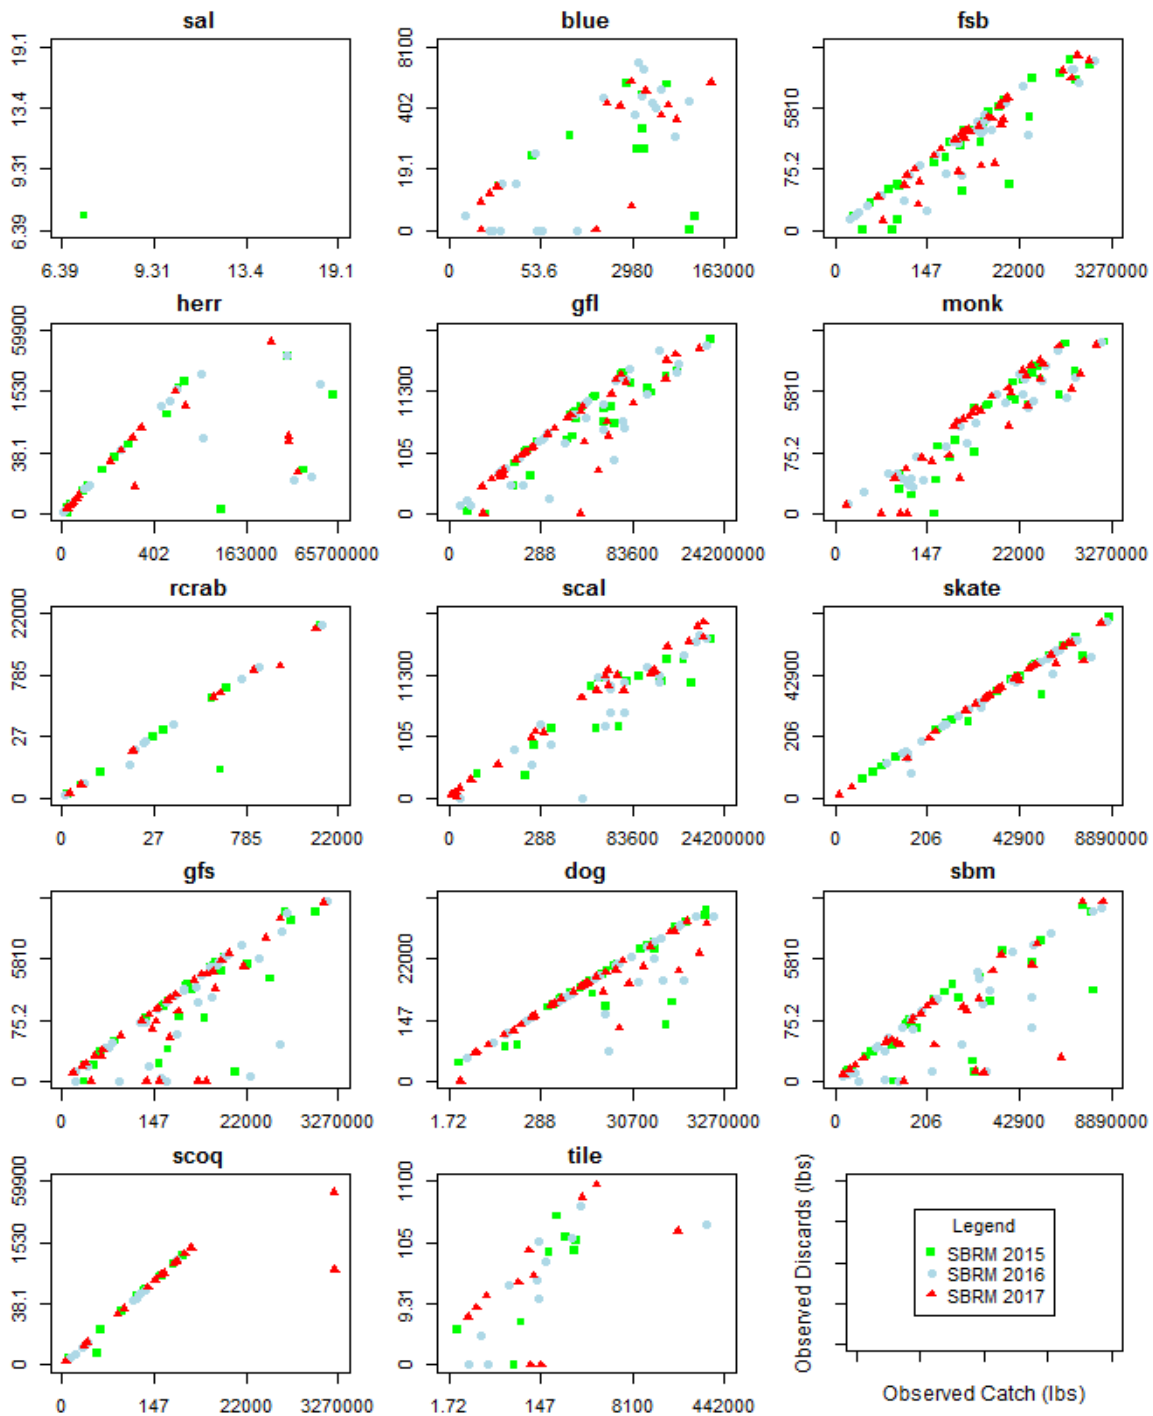 sal
blue
fsb
19.1
13.4
9.31
6.39
6.39 9.31 13.4 19.1
8100
402
19.1
0
0 53.6 2980 163000
5810
75.2
0
0 147 22000 3270000
herr
gfl
monk
59900
1530
38.1
0
0 402 163000 65700000
11300
105
0
0 288 83600 24200000
5810
75.2
0
0 147 22000 3270000
rcrab
scal
skate
22000
785
27
0
0 27 785 22000
11300
105
0
0 288 83600 24200000
42900
206
0
0 206 42900 8890000
gfs
dog
sbm
5810
75.2
0
0 147 22000 3270000
22000
147
0
1.72 288 30700 3270000
5810
75.2
0
0 206 42900 8890000
scoq
tile
59900
1530
38.1
0
0 147 22000 3270000
1100
105
9.31
0
1.72 147 8100 442000
Observed Discards (lbs)
Legend
SBRM 2015
SBRM 2016
SBRM 2017
Observed Catch (lbs)